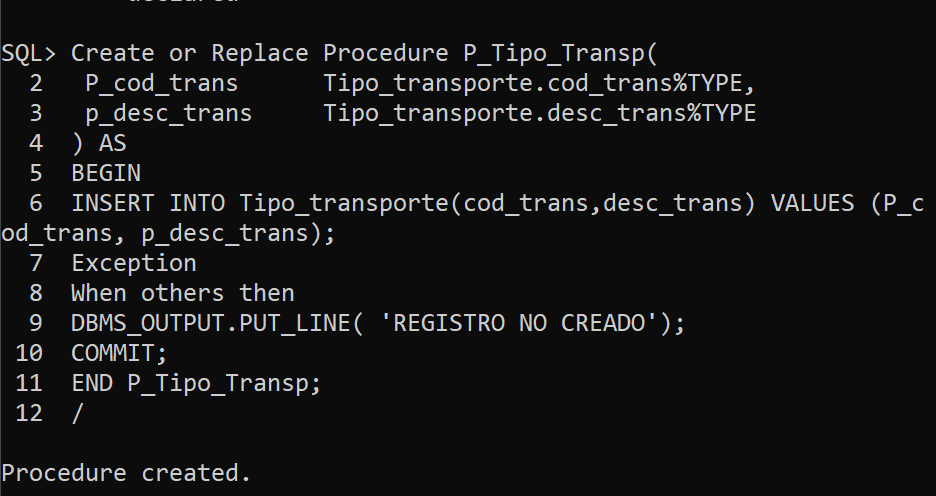 SQL> Create or Replace Procedure P_Tipo_Transp(
  2   P_cod_trans      Tipo_transporte.cod_trans%TYPE,
  3   p_desc_trans     Tipo_transporte.desc_trans%TYPE
  4  ) AS
  5  BEGIN
  6  INSERT INTO Tipo_transporte(cod_trans,desc_trans) VALUES (P_c
od_trans, p_desc_trans);
  7  Exception
  8  When others then
  9  DBMS_OUTPUT.PUT_LINE( 'REGISTRO NO CREADO');
 10  COMMIT;
 11  END P_Tipo_Transp;
 12  /
Procedure created.